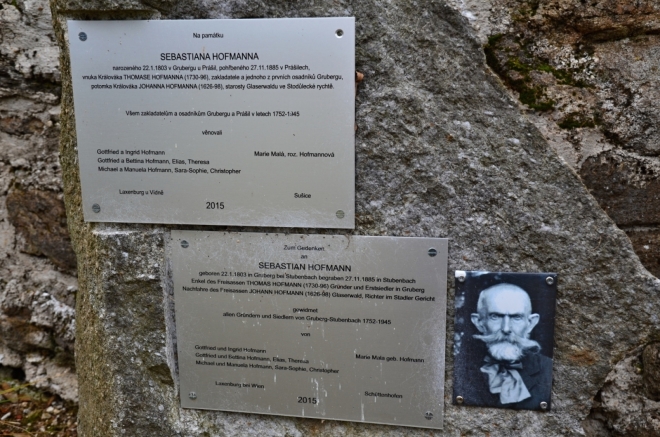 Na památku
SEBASTIANA HOFMANNA
narozeného 22.1.1803 v Grubergu u Prášil, pohřbeného 27.11.1885 v Prášilech,
vnuka Králováka THOMASE HOFMANNA (1730-96), zakladatele a jednoho z prvních osadníků Grubergu,
potomka Králováka JOHANNA HOFMANNA (1626-98), starosty Glaserwaldu ve Stodůlecké rychtě.
Všem zakladatelům a osadníkům Grubergu a Prášil v letech 1752-1945
věnovali
Gottfried a Ingrid Hofmann
Marie Malá, roz. Hofmannová
Gottfried a Bettina Hofmann, Elias, Theresa
Michael a Manuela Hofmann, Sara-Sophie, Christopher
Laxenburg u Vídně
Sušice
2015
Zum Gedenken
an
SEBASTIAN HOFMANN
geboren 22.1.1803 in Gruberg bei Stubenbach begraben 27.11.1885 in Stubenbach
Enkel des Freisassen THOMAS HOFMANN (1730-96) Gründer und Erstsiedler in Gruberg
Nachfahre des Freisassen JOHANN HOFMANN (1626-98) Glaserwald, Richter im Stadler Gericht
gewidmet
allen Gründern und Siedlern von Gruberg-Stubenbach 1752-1945
von
Gottfried und Ingrid Hofmann
Marie Mala geb. Hofmann
Gottfried und Bettina Hofmann, Elias, Theresa
Michael und Manuela Hofmann, Sara-Sophie, Christopher
Laxenburg bei Wien
Schüttenhofen
2015